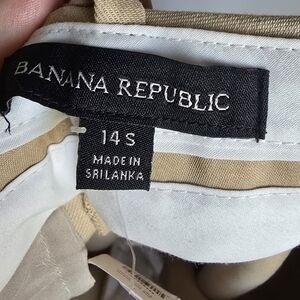 BANANA REPUBLIC
14 S
MADE IN
SRI LANKA